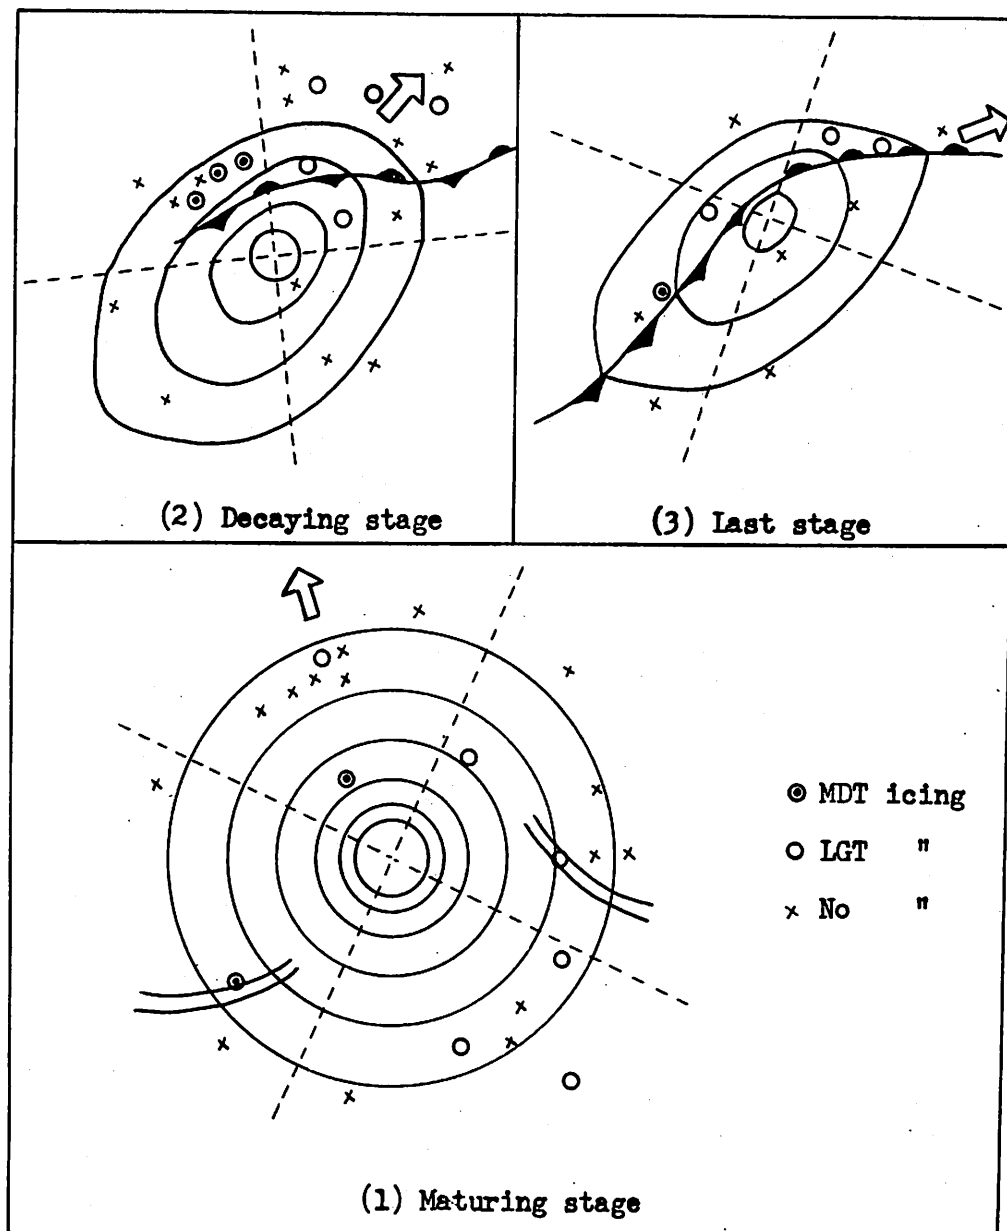 (2) Decaying stage
(3) Last stage
MDT icing
LGT "
× No "
(1) Maturing stage